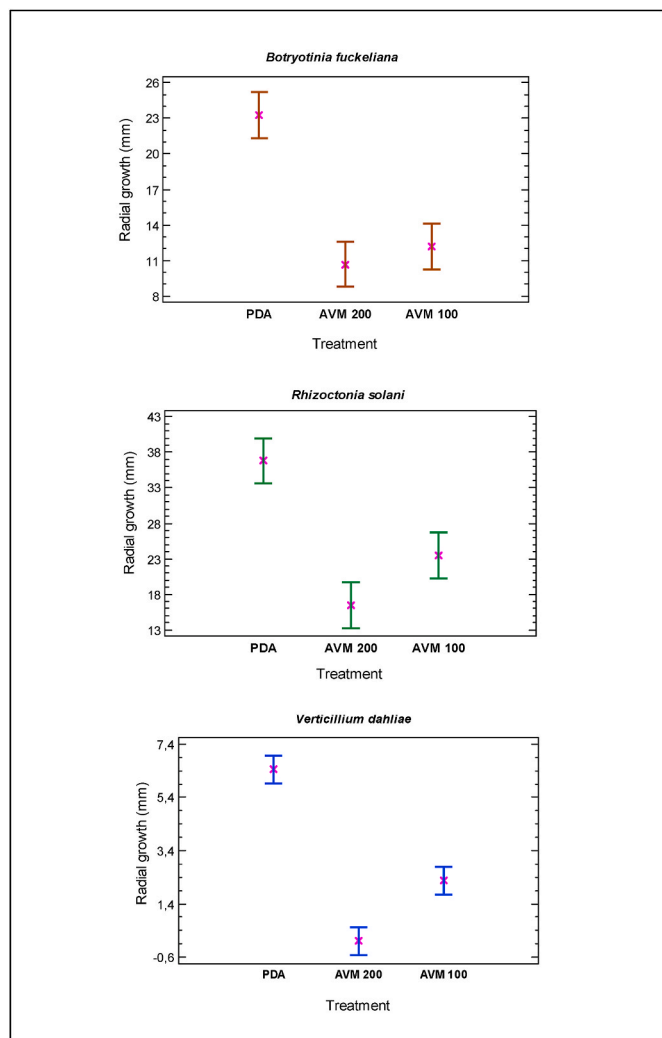 Botryotinia fuckeliana
26
23
20
17
14
11
8
Radial growth (mm)
PDA AVM 200 AVM 100
Treatment
Rhizoctonia solani
43
38
33
28
23
18
13
Radial growth (mm)
PDA AVM 200 AVM 100
Treatment
Verticillium dahliae
7,4
5,4
3,4
1,4
-0,6
Radial growth (mm)
PDA AVM 200 AVM 100
Treatment